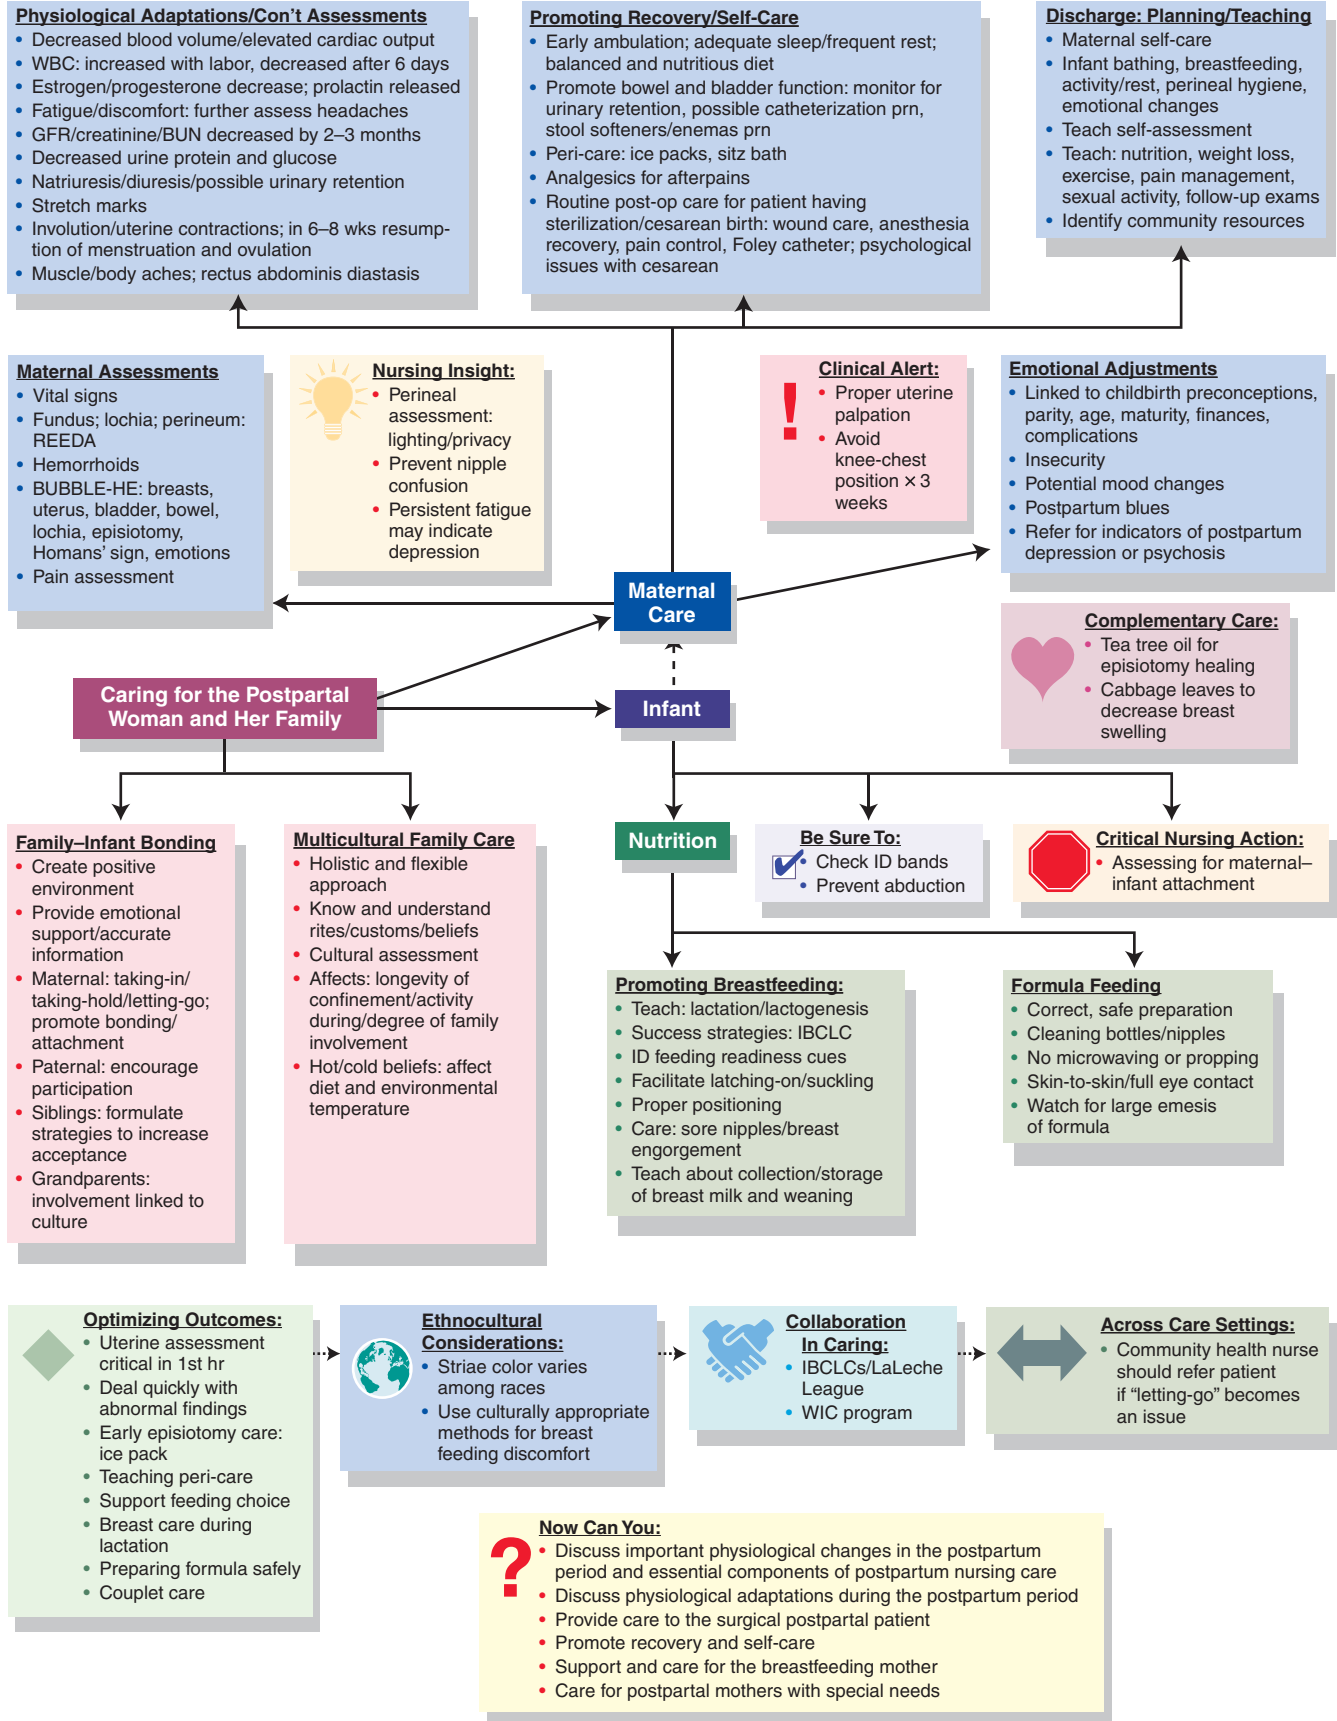 Physiological Adaptations/Con't Assessments
• Decreased blood volume/elevated cardiac output
• WBC: increased with labor, decreased after 6 days
• Estrogen/progesterone decrease; prolactin released
• Fatigue/discomfort: further assess headaches
• GFR/creatinine/BUN decreased by 2–3 months
• Decreased urine protein and glucose
• Natriuresis/diuresis/possible urinary retention
• Stretch marks
• Involution/uterine contractions; in 6–8 wks resump-
tion of menstruation and ovulation
• Muscle/body aches; rectus abdominis diastasis
Promoting Recovery/Self-Care
• Early ambulation; adequate sleep/frequent rest;
balanced and nutritious diet
• Promote bowel and bladder function: monitor for
urinary retention, possible catheterization prn,
stool softeners/enemas prn
• Peri-care: ice packs, sitz bath
• Analgesics for afterpains
• Routine post-op care for patient having
sterilization/cesarean birth: wound care, anesthesia
recovery, pain control, Foley catheter; psychological
issues with cesarean
Discharge: Planning/Teaching
• Maternal self-care
• Infant bathing, breastfeeding,
activity/rest, perineal hygiene,
emotional changes
• Teach self-assessment
• Teach: nutrition, weight loss,
exercise, pain management,
sexual activity, follow-up exams
• Identify community resources
Maternal Assessments
• Vital signs
• Fundus; lochia; perineum:
REEDA
• Hemorrhoids
• BUBBLE-HE: breasts,
uterus, bladder, bowel,
lochia, episiotomy,
Homans' sign, emotions
• Pain assessment
Nursing Insight:
• Perineal
assessment:
lighting/privacy
• Prevent nipple
confusion
• Persistent fatigue
may indicate
depression
Clinical Alert:
• Proper uterine
palpation
• Avoid
knee-chest
position × 3
weeks
Emotional Adjustments
• Linked to childbirth preconceptions,
parity, age, maturity, finances,
complications
• Insecurity
• Potential mood changes
• Postpartum blues
• Refer for indicators of postpartum
depression or psychosis
Maternal
Care
Complementary Care:
• Tea tree oil for
episiotomy healing
• Cabbage leaves to
decrease breast
swelling
Caring for the Postpartal
Woman and Her Family
Infant
Family–Infant Bonding
• Create positive
environment
• Provide emotional
support/accurate
information
• Maternal: taking-in/
taking-hold/letting-go;
promote bonding/
attachment
• Paternal: encourage
participation
• Siblings: formulate
strategies to increase
acceptance
• Grandparents:
involvement linked to
culture
Multicultural Family Care
• Holistic and flexible
approach
• Know and understand
rites/customs/beliefs
• Cultural assessment
• Affects: longevity of
confinement/activity
during/degree of family
involvement
• Hot/cold beliefs: affect
diet and environmental
temperature
Nutrition
Be Sure To:
• Check ID bands
• Prevent abduction
Critical Nursing Action:
• Assessing for maternal–
infant attachment
Promoting Breastfeeding:
• Teach: lactation/lactogenesis
• Success strategies: IBCLC
• ID feeding readiness cues
• Facilitate latching-on/suckling
• Proper positioning
• Care: sore nipples/breast
engorgement
• Teach about collection/storage
of breast milk and weaning
Formula Feeding
• Correct, safe preparation
• Cleaning bottles/nipples
• No microwaving or propping
• Skin-to-skin/full eye contact
• Watch for large emesis
of formula
Optimizing Outcomes:
• Uterine assessment
critical in 1st hr
• Deal quickly with
abnormal findings
• Early episiotomy care:
ice pack
• Teaching peri-care
• Support feeding choice
• Breast care during
lactation
• Preparing formula safely
• Couplet care
Ethnocultural
Considerations:
• Striae color varies
among races
• Use culturally appropriate
methods for breast
feeding discomfort
Collaboration
In Caring:
• IBCLCs/LaLeche
League
• WIC program
Across Care Settings:
• Community health nurse
should refer patient
if "letting-go" becomes
an issue
Now Can You:
• Discuss important physiological changes in the postpartum
period and essential components of postpartum nursing care
• Discuss physiological adaptations during the postpartum period
• Provide care to the surgical postpartal patient
• Promote recovery and self-care
• Support and care for the breastfeeding mother
• Care for postpartal mothers with special needs